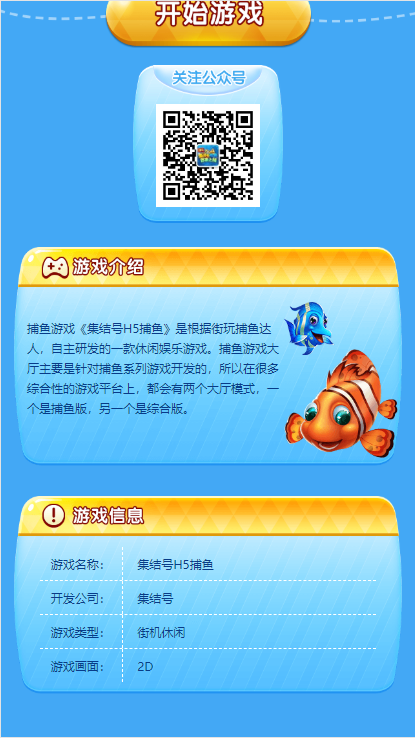 开始游戏
关注公众号
游戏介绍
捕鱼游戏《集结号H5捕鱼》是根据街玩捕鱼达
人，自主研发的一款休闲娱乐游戏。捕鱼游戏大
厅主要是针对捕鱼系列游戏开发的，所以在很多
综合性的游戏平台上，都会有两个大厅模式，一
个是捕鱼版，另一个是综合版。
游戏信息
游戏名称： 集结号H5捕鱼
开发公司： 集结号
游戏类型： 街机休闲
游戏画面： 2D